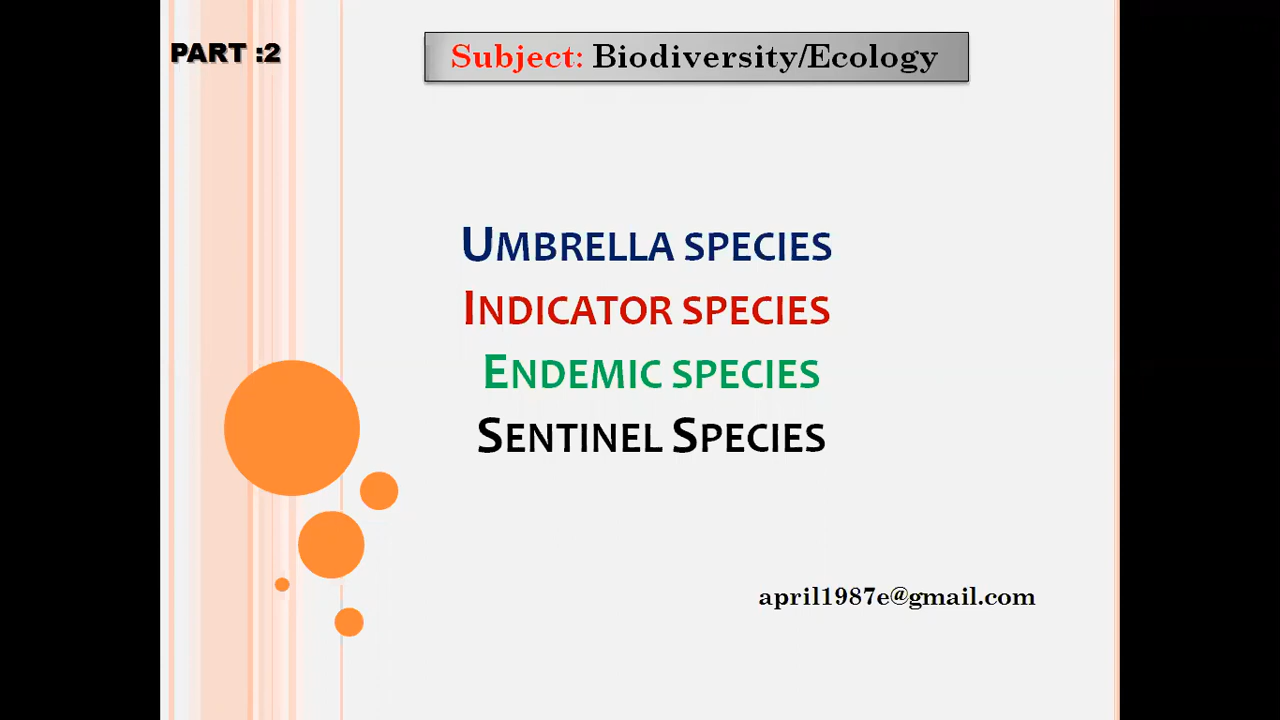 PART :2
Subject: Biodiversity/Ecology
UMBRELLA SPECIES
INDICATOR SPECIES
ENDEMIC SPECIES
SENTINEL SPECIES
april1987e@gmail.com